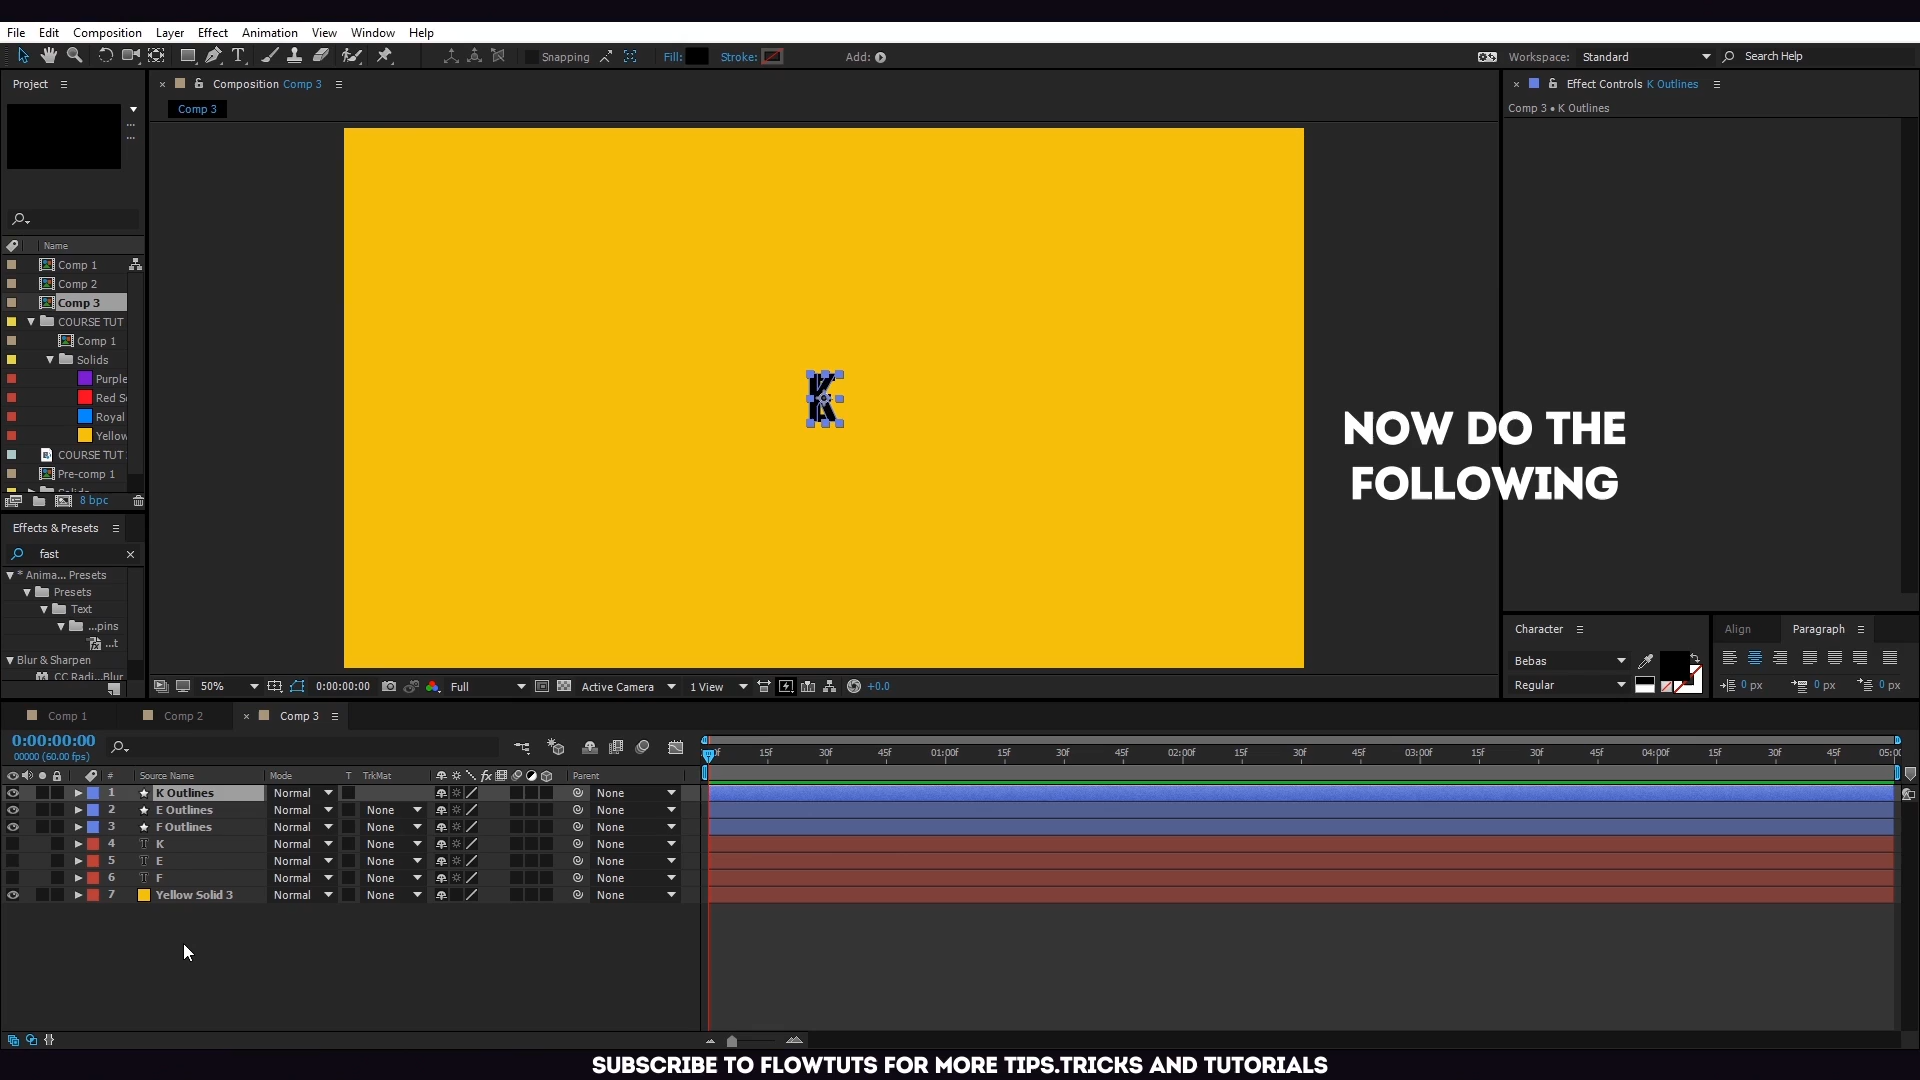 File Edit Composition Layer Effect Animation View Window Help
Snapping Fill: Stroke: Add: Workspace: Standard Search Help
Project
Composition Comp 3
Effect Controls K Outlines
Comp 3
Comp 3 • K Outlines
Name
Comp 1
Comp 2
Comp 3
COURSE TUT
Comp 1
Solids
Purple
Red So
Royal
Yellow
COURSE TUT
Pre-comp 1
8 bpc
NOW DO THE
FOLLOWING
Effects & Presets
fast
* Anima... Presets
Presets
Text
...pins
...t
Blur & Sharpen
CC Radi...Blur
Character
Align Paragraph
Bebas
Regular
0 px 0 px 0 px
50% 0:00:00:00 Full Active Camera 1 View +0.0
Comp 1 Comp 2 Comp 3
0:00:00:00
00000 (60.00 fps)
15f 30f 45f 01:00f 15f 30f 45f 02:00f 15f 30f 45f 03:00f 15f 30f 45f 04:00f 15f 30f 45f 05:0
# Source Name Mode T TrkMat fx Parent
1 K Outlines Normal None
2 E Outlines Normal None None
3 F Outlines Normal None None
4 T K Normal None None
5 T E Normal None None
6 T F Normal None None
7 Yellow Solid 3 Normal None None
K
SUBSCRIBE TO FLOWTUTS FOR MORE TIPS.TRICKS AND TUTORIALS